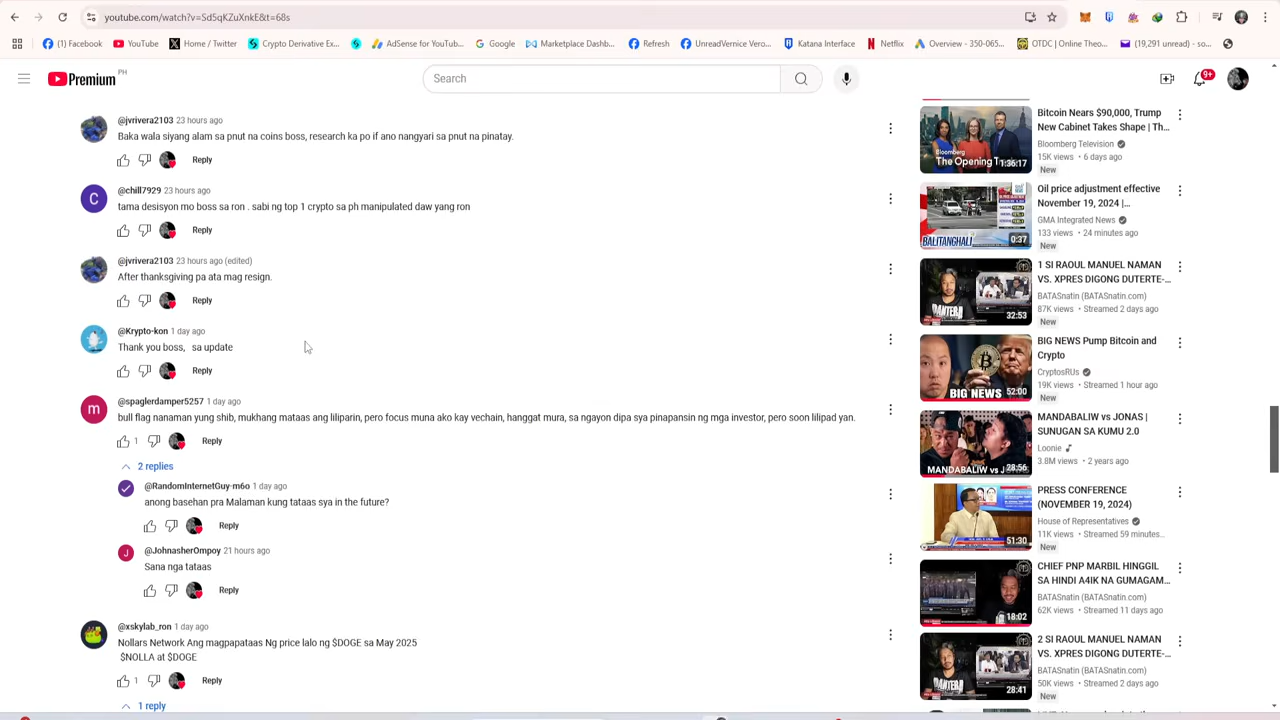 youtube.com/watch?v=Sd5qKZuXnkE&t=68s
(1) Facebook
YouTube
Home / Twitter
Crypto Derivative Ex...
AdSense for YouTub...
Google
Marketplace Dashb...
Refresh
UnreadVernice Vero...
Katana Interface
Netflix
Overview - 350-065...
OTDC | Online Theo...
(19,291 unread) - so...
Premium PH
Search
9+
@jvrivera2103 23 hours ago
Baka wala siyang alam sa pnut na coins boss, research ka po if ano nangyari sa pnut na pinatay.
Reply
@chill7929 23 hours ago
tama desisyon mo boss sa ron . sabi ng top 1 crypto sa ph manipulated daw yang ron
Reply
@jvrivera2103 23 hours ago (edited)
After thanksgiving pa ata mag resign.
Reply
@Krypto-kon 1 day ago
Thank you boss, sa update
Reply
@spaglerdamper5257 1 day ago
bull flag nanaman yung shib, mukhang mataas ang liliparin, pero focus muna ako kay vechain, hanggat mura, sa ngayon dipa sya pinapansin ng mga investor, pero soon lilipad yan.
1 Reply
2 replies
@RandomInternetGuy-m6o 1 day ago
anong basehan pra Malaman kung tataas sya in the future?
Reply
@JohnasherOmpoy 21 hours ago
Sana nga tataas
Reply
@xskylab_ron 1 day ago
Nollars Network Ang magpapataas Ng price lalo ng $DOGE sa May 2025
$NOLLA at $DOGE
1 Reply
1 reply
The Opening T
1:36:17
Bitcoin Nears $90,000, Trump
New Cabinet Takes Shape | Th...
Bloomberg Television
15K views • 6 days ago
New
BALITANGHALI
0:37
Oil price adjustment effective
November 19, 2024 |...
GMA Integrated News
133 views • 24 minutes ago
New
PANTERA
32:53
1 SI RAOUL MANUEL NAMAN
VS. XPRES DIGONG DUTERTE-...
BATASnatin (BATASnatin.com)
87K views • Streamed 2 days ago
New
BIG NEWS
52:00
BIG NEWS Pump Bitcoin and
Crypto
CryptosRUs
19K views • Streamed 1 hour ago
New
MANDABALIW vs J
28:56
MANDABALIW vs JONAS |
SUNUGAN SA KUMU 2.0
Loonie
3.8M views • 2 years ago
51:30
PRESS CONFERENCE
(NOVEMBER 19, 2024)
House of Representatives
11K views • Streamed 59 minutes...
New
18:02
CHIEF PNP MARBIL HINGGIL
SA HINDI A4IK NA GUMAGAM...
BATASnatin (BATASnatin.com)
62K views • Streamed 11 days ago
PANTERA
28:41
2 SI RAOUL MANUEL NAMAN
VS. XPRES DIGONG DUTERTE-...
BATASnatin (BATASnatin.com)
50K views • Streamed 2 days ago
New